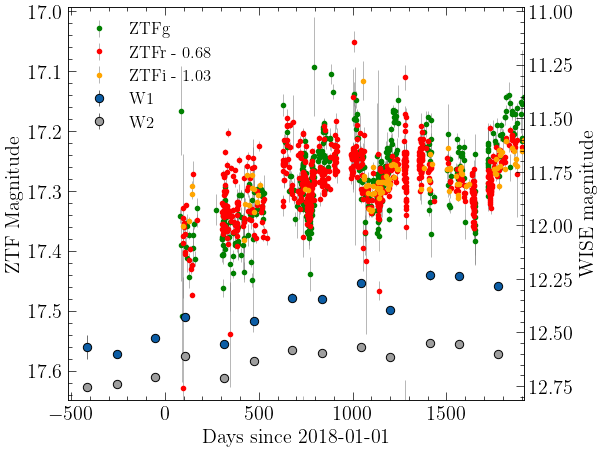 ZTFg
ZTFr - 0.68
ZTFi - 1.03
W1
W2
17.0
17.1
17.2
17.3
17.4
17.5
17.6
ZTF Magnitude
11.00
11.25
11.50
11.75
12.00
12.25
12.50
12.75
WISE magnitude
−500
0
500
1000
1500
Days since 2018-01-01